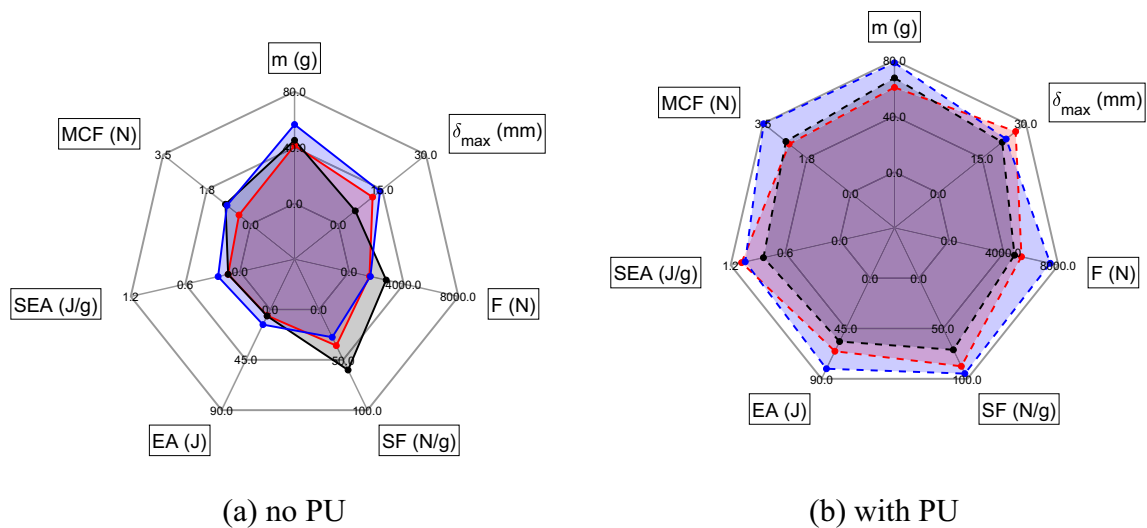 m (g)
80.0
MCF (N)
δmax (mm)
3.5
40.0
30.0
1.8
15.0
0.0
0.0
0.0
0.0
0.0
4000.0
SEA (J/g)
0.6
F (N)
1.2
8000.0
0.0
0.0
45.0
50.0
90.0
100.0
EA (J)
SF (N/g)
(a) no PU
m (g)
80.0
MCF (N)
δmax (mm)
3.5
30.0
40.0
1.8
15.0
0.0
0.0
0.0
0.0
0.0
4000.0
SEA (J/g)
0.6
F (N)
1.2
8000.0
0.0
0.0
45.0
50.0
90.0
100.0
EA (J)
SF (N/g)
(b) with PU